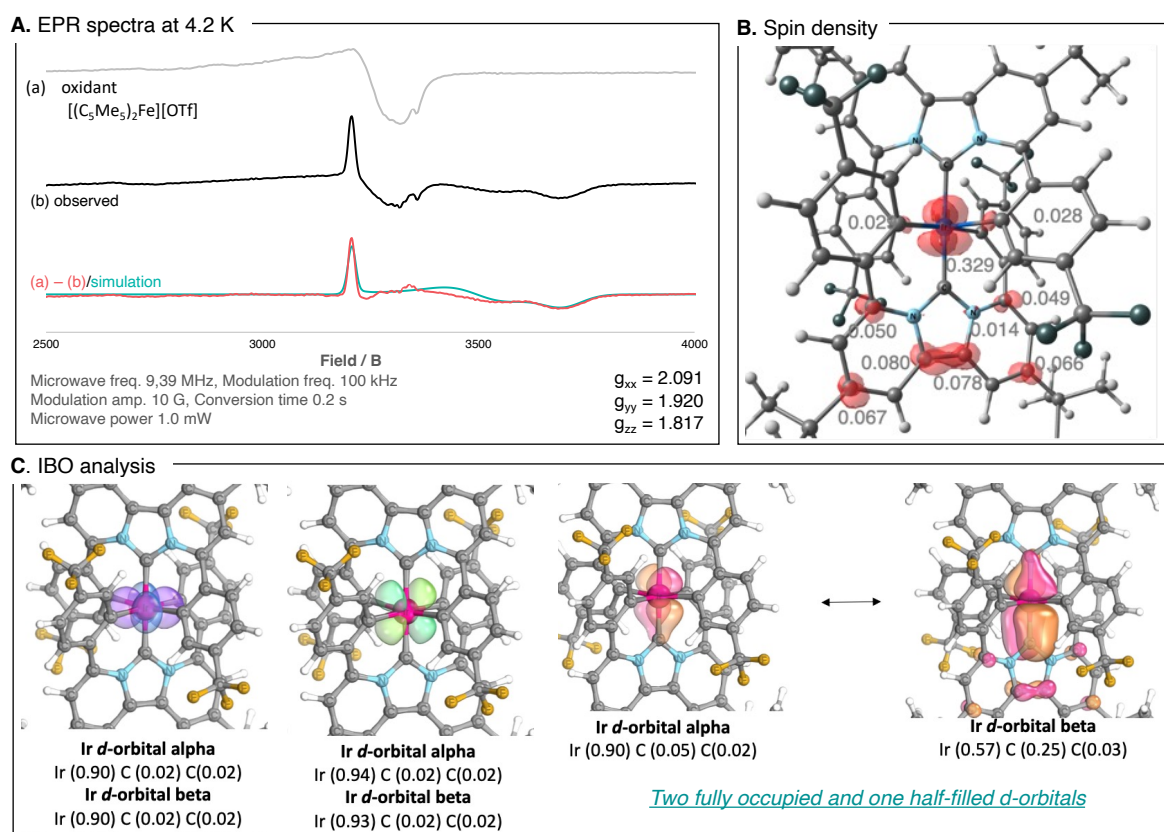 A. EPR spectra at 4.2 K
(a) oxidant
[(C5Me5)2Fe][OTf]
(b) observed
(a) – (b)/simulation
2500 3000 3500 4000
Field / B
Microwave freq. 9,39 MHz, Modulation freq. 100 kHz
Modulation amp. 10 G, Conversion time 0.2 s
Microwave power 1.0 mW
gxx = 2.091
gyy = 1.920
gzz = 1.817
B. Spin density
N N
0.028
0.329
0.049
N N
0.050 0.014
0.080 0.066
0.078
0.067
C. IBO analysis
Ir d-orbital alpha
Ir (0.90) C (0.02) C(0.02)
Ir d-orbital beta
Ir (0.90) C (0.02) C(0.02)
Ir d-orbital alpha
Ir (0.94) C (0.02) C(0.02)
Ir d-orbital beta
Ir (0.93) C (0.02) C(0.02)
Ir d-orbital alpha
Ir (0.90) C (0.05) C(0.02)
Ir d-orbital beta
Ir (0.57) C (0.25) C(0.03)
Two fully occupied and one half-filled d-orbitals